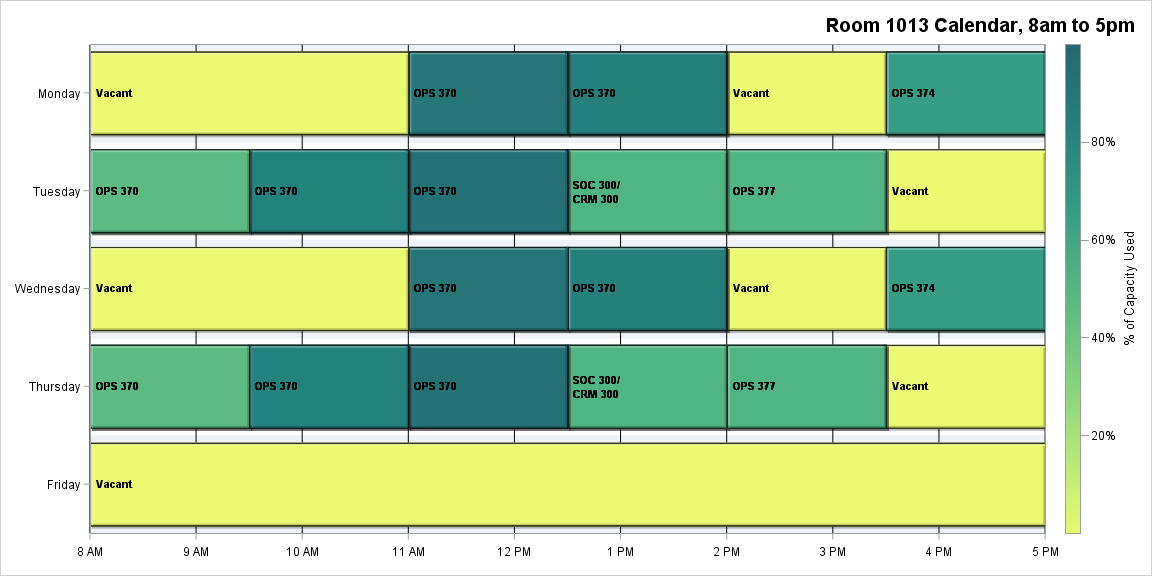 Room 1013 Calendar, 8am to 5pm
Monday
Vacant
OPS 370
OPS 370
Vacant
OPS 374
Tuesday
OPS 370
OPS 370
OPS 370
SOC 300/
CRM 300
OPS 377
Vacant
Wednesday
Vacant
OPS 370
OPS 370
Vacant
OPS 374
Thursday
OPS 370
OPS 370
OPS 370
SOC 300/
CRM 300
OPS 377
Vacant
Friday
Vacant
8 AM
9 AM
10 AM
11 AM
12 PM
1 PM
2 PM
3 PM
4 PM
5 PM
80%
60%
40%
20%
% of Capacity Used